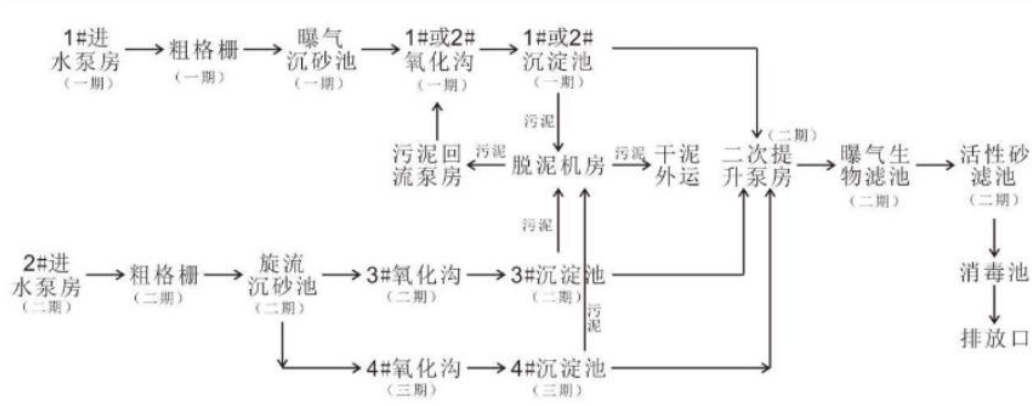 1#进
水泵房
(一期)
粗格栅
(一期)
曝气
沉砂池
(一期)
1#或2#
氧化沟
(一期)
1#或2#
沉淀池
(一期)
污泥
污泥回
流泵房
污泥
脱泥机房
污泥
干泥
外运
(二期)
二次提
升泵房
曝气生
物滤池
(二期)
活性砂
滤池
(二期)
污泥
2#进
水泵房
(二期)
粗格栅
(二期)
旋流
沉砂池
(二期)
3#氧化沟
(二期)
3#沉淀池
(二期)
污泥
消毒池
排放口
4#氧化沟
(三期)
4#沉淀池
(三期)